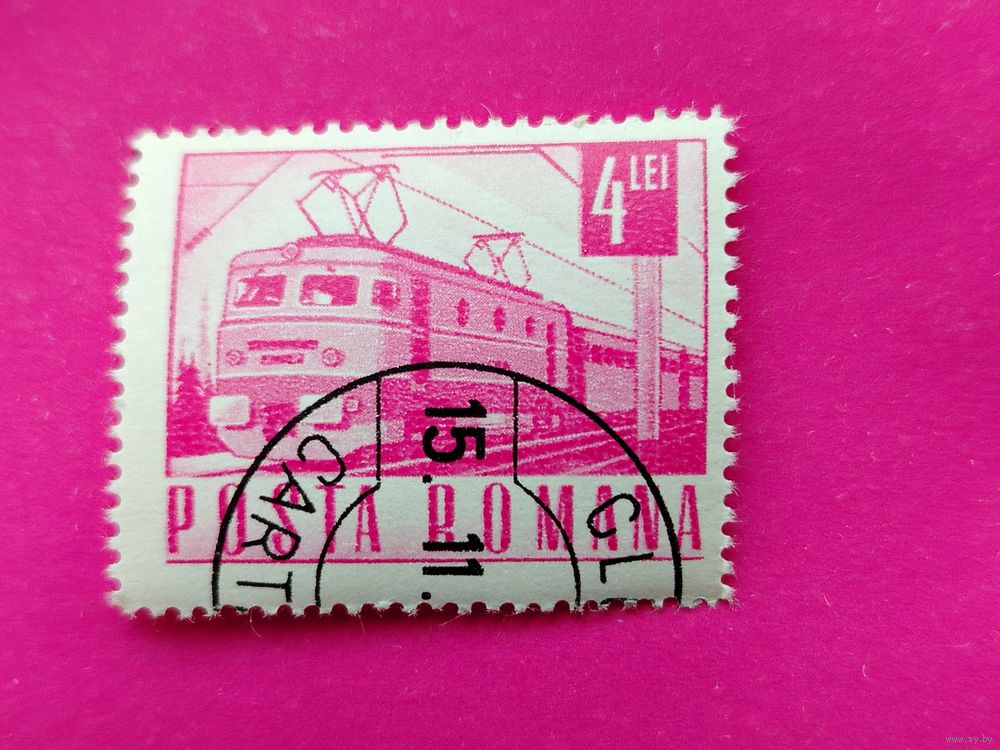 4 LEI
POSTA ROMANA
15. 11.
CART
CL
www.ay.by